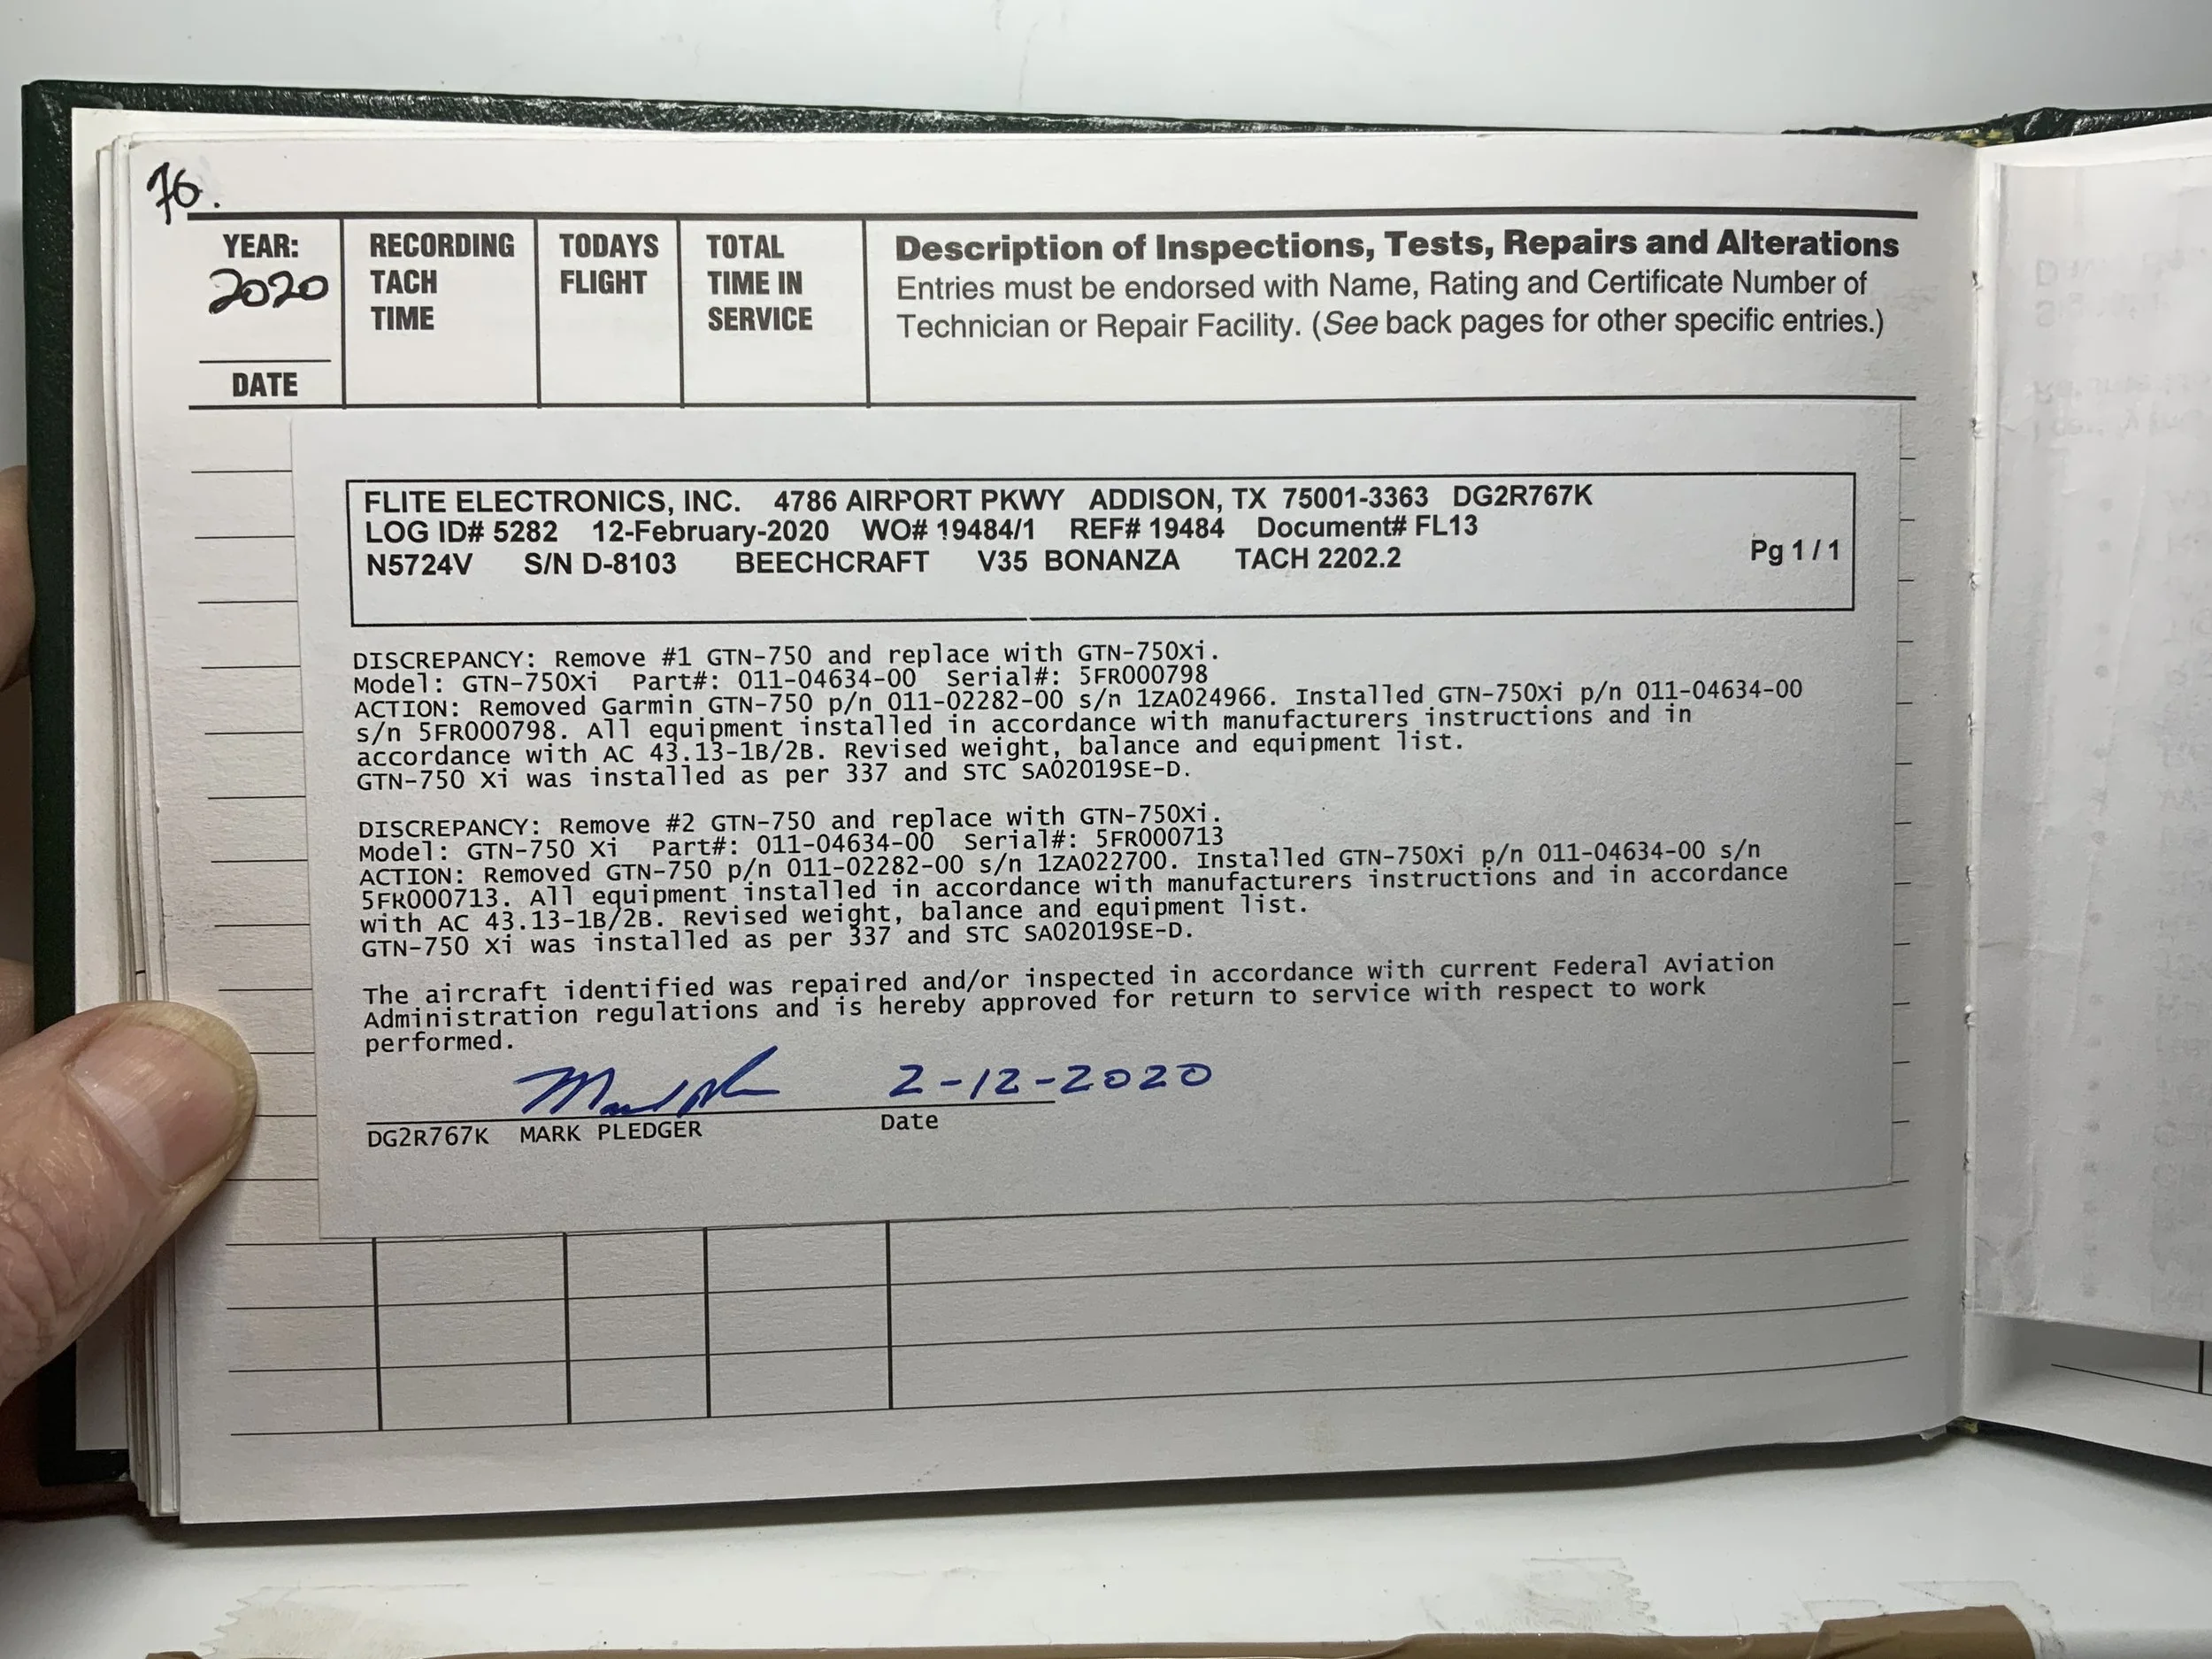 76.
YEAR:
2020
DATE
RECORDING
TACH
TIME
TODAYS
FLIGHT
TOTAL
TIME IN
SERVICE
Description of Inspections, Tests, Repairs and Alterations
Entries must be endorsed with Name, Rating and Certificate Number of
Technician or Repair Facility. (See back pages for other specific entries.)
FLITE ELECTRONICS, INC. 4786 AIRPORT PKWY ADDISON, TX 75001-3363 DG2R767K
LOG ID# 5282 12-February-2020 WO# 19484/1 REF# 19484 Document# FL13
N5724V S/N D-8103 BEECHCRAFT V35 BONANZA TACH 2202.2
Pg 1 / 1
DISCREPANCY: Remove #1 GTN-750 and replace with GTN-750Xi.
Model: GTN-750Xi Part#: 011-04634-00 Serial#: 5FR000798
ACTION: Removed Garmin GTN-750 p/n 011-02282-00 s/n 1ZA024966. Installed GTN-750Xi p/n 011-04634-00
s/n 5FR000798. All equipment installed in accordance with manufacturers instructions and in
accordance with AC 43.13-1B/2B. Revised weight, balance and equipment list.
GTN-750 Xi was installed as per 337 and STC SA02019SE-D.
DISCREPANCY: Remove #2 GTN-750 and replace with GTN-750Xi.
Model: GTN-750 Xi Part#: 011-04634-00 Serial#: 5FR000713
ACTION: Removed GTN-750 p/n 011-02282-00 s/n 1ZA022700. Installed GTN-750Xi p/n 011-04634-00 s/n
5FR000713. All equipment installed in accordance with manufacturers instructions and in accordance
with AC 43.13-1B/2B. Revised weight, balance and equipment list.
GTN-750 Xi was installed as per 337 and STC SA02019SE-D.
The aircraft identified was repaired and/or inspected in accordance with current Federal Aviation
Administration regulations and is hereby approved for return to service with respect to work
performed.
2-12-2020
DG2R767K MARK PLEDGER
Date